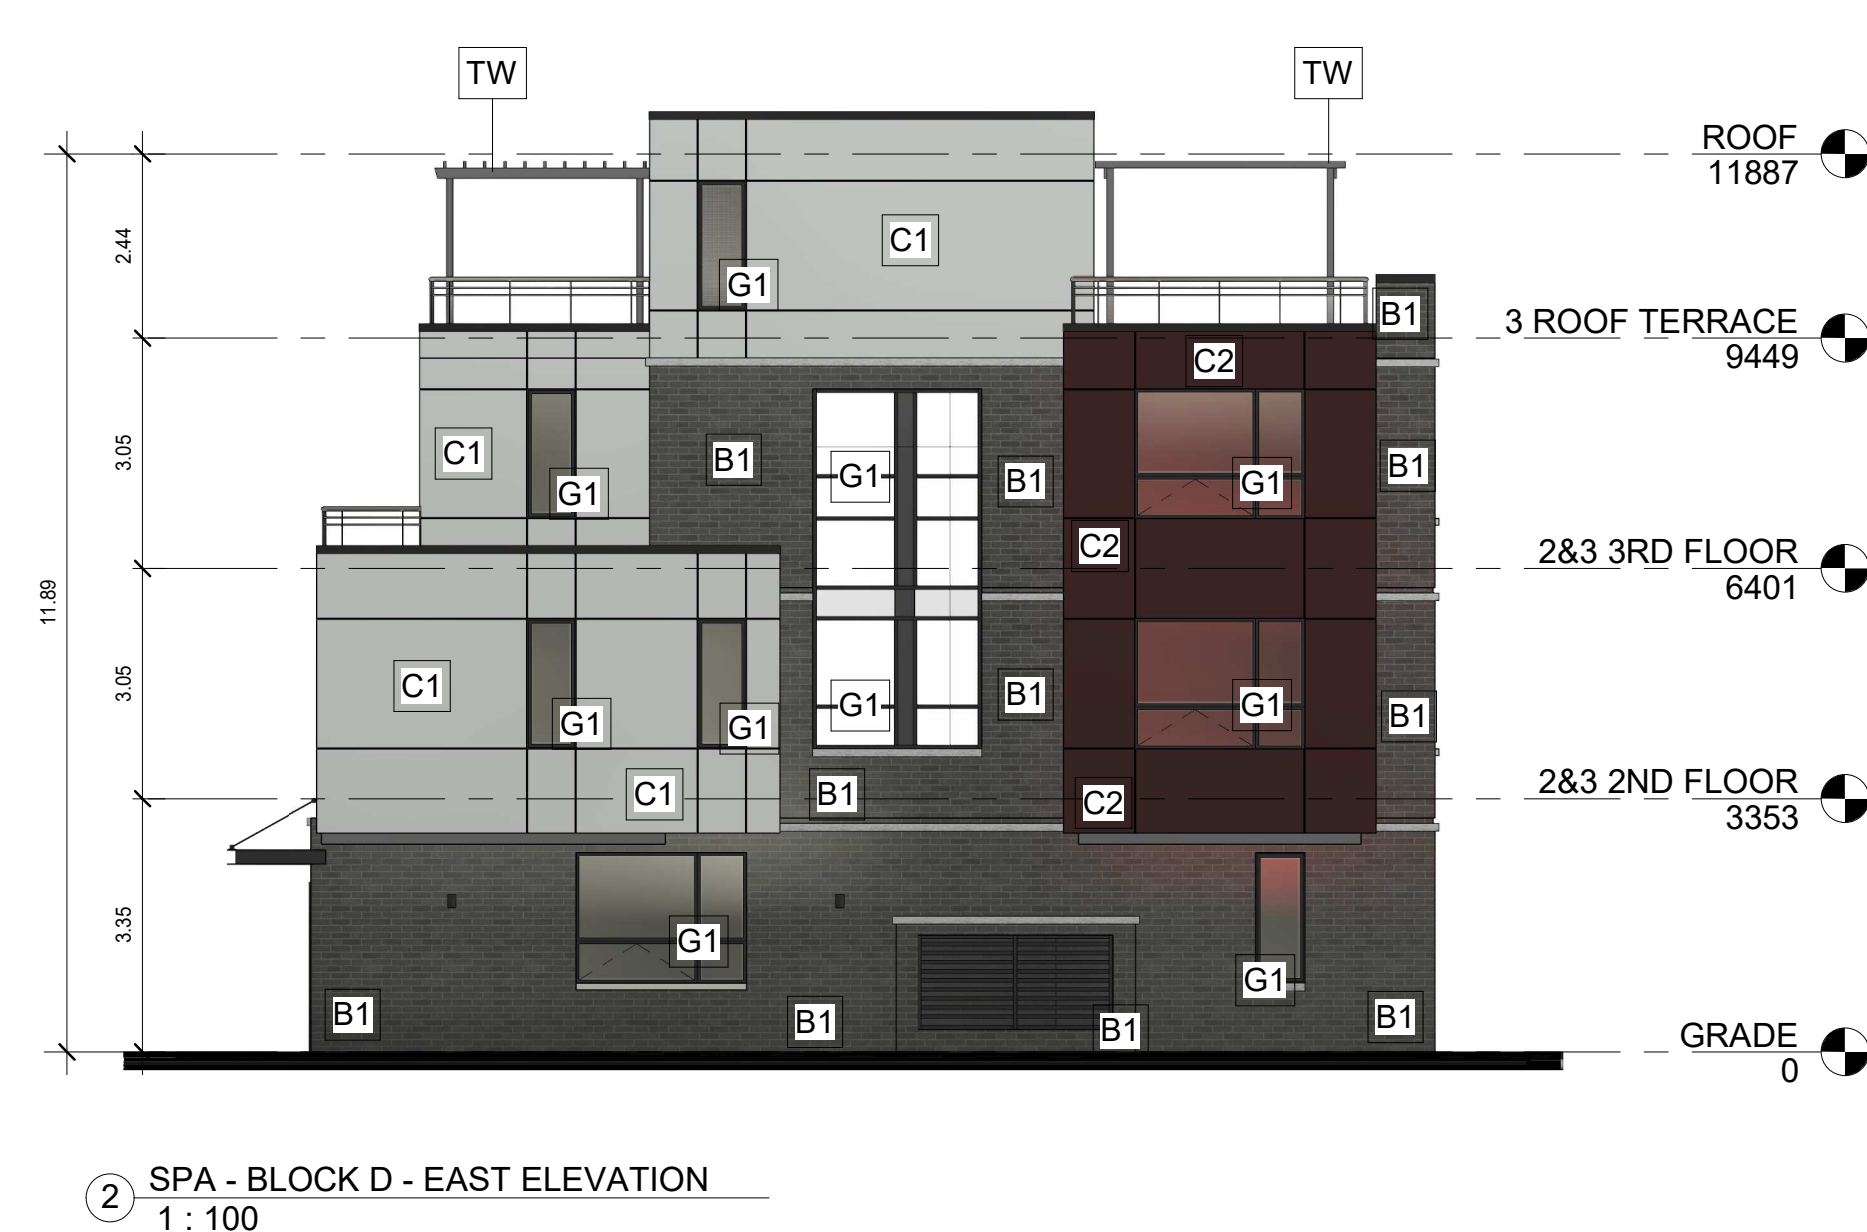 TW
TW
ROOF
11887
2.44
C1
G1
B1
3 ROOF TERRACE
9449
C2
3.05
C1
B1
G1
B1
G1
B1
G1
C2
2&3 3RD FLOOR
6401
11.89
3.05
C1
G1
G1
G1
B1
G1
B1
C1
B1
C2
2&3 2ND FLOOR
3353
3.35
G1
G1
B1
B1
B1
B1
GRADE
0
2
SPA - BLOCK D - EAST ELEVATION
1 : 100